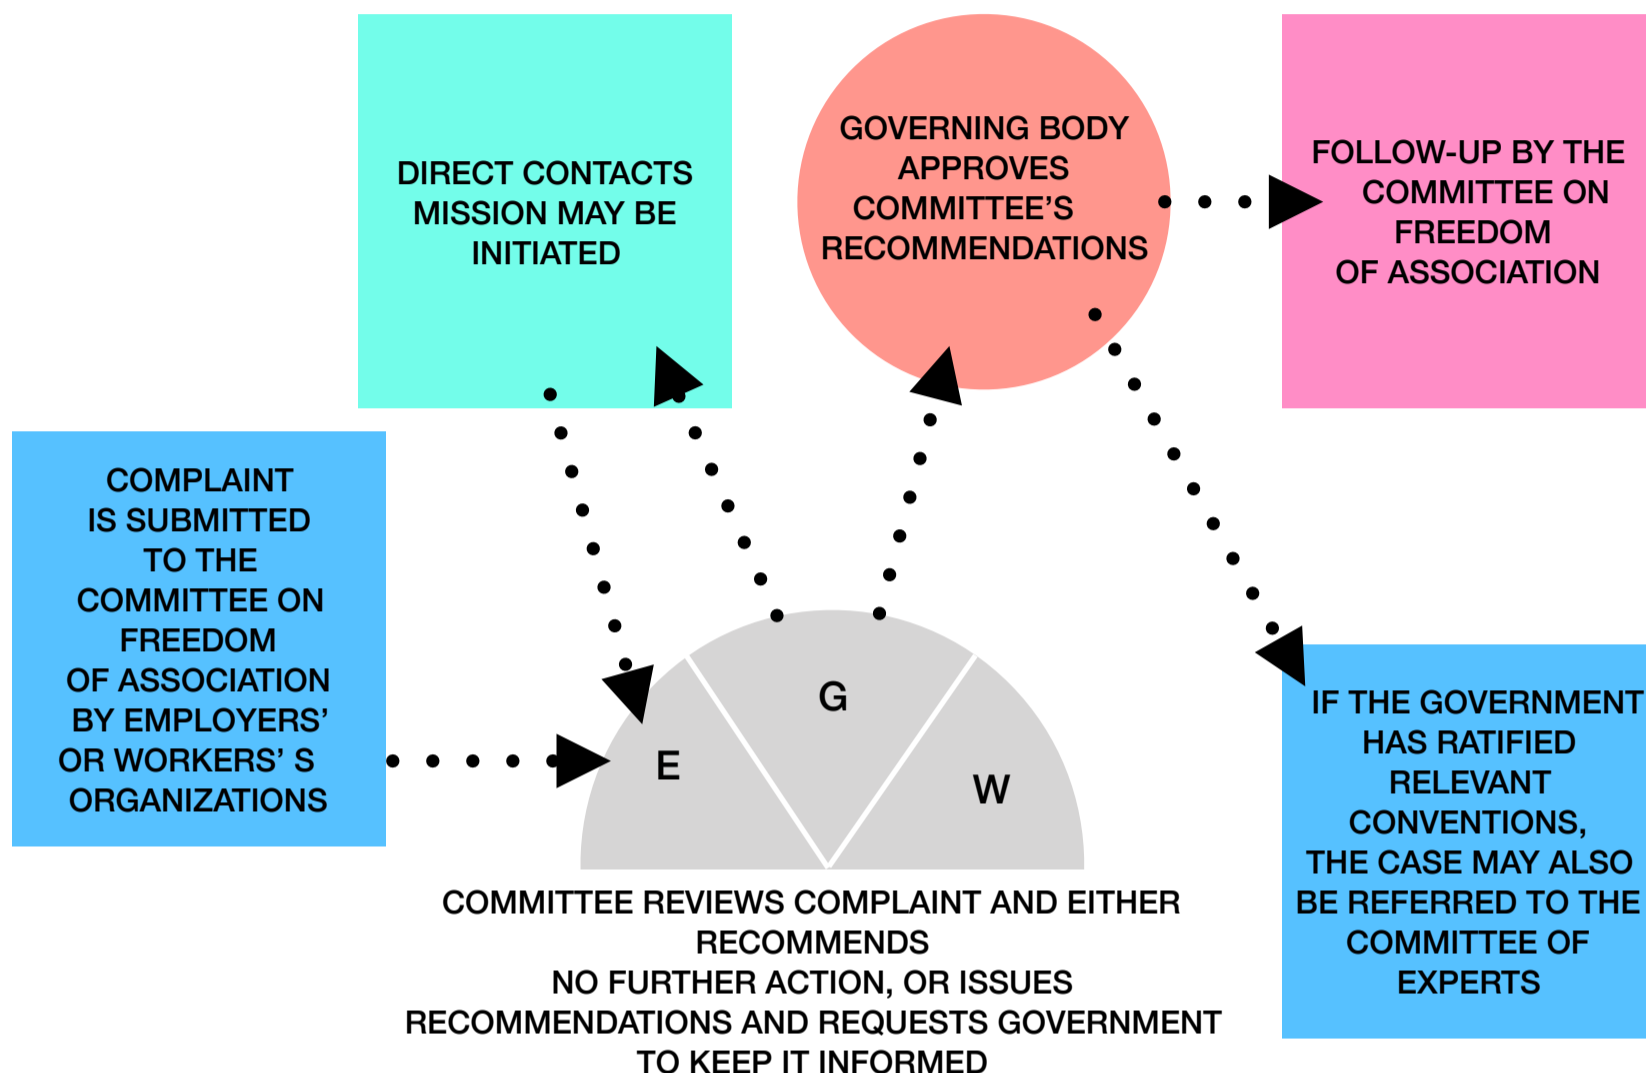 DIRECT CONTACTS
MISSION MAY BE
INITIATED
GOVERNING BODY
APPROVES
COMMITTEE’S
RECOMMENDATIONS
FOLLOW-UP BY THE
COMMITTEE ON
FREEDOM
OF ASSOCIATION
COMPLAINT
IS SUBMITTED
TO THE
COMMITTEE ON
FREEDOM
OF ASSOCIATION
BY EMPLOYERS’
OR WORKERS’ S
ORGANIZATIONS
E
G
W
COMMITTEE REVIEWS COMPLAINT AND EITHER
RECOMMENDS
NO FURTHER ACTION, OR ISSUES
RECOMMENDATIONS AND REQUESTS GOVERNMENT
TO KEEP IT INFORMED
IF THE GOVERNMENT
HAS RATIFIED
RELEVANT
CONVENTIONS,
THE CASE MAY ALSO
BE REFERRED TO THE
COMMITTEE OF
EXPERTS